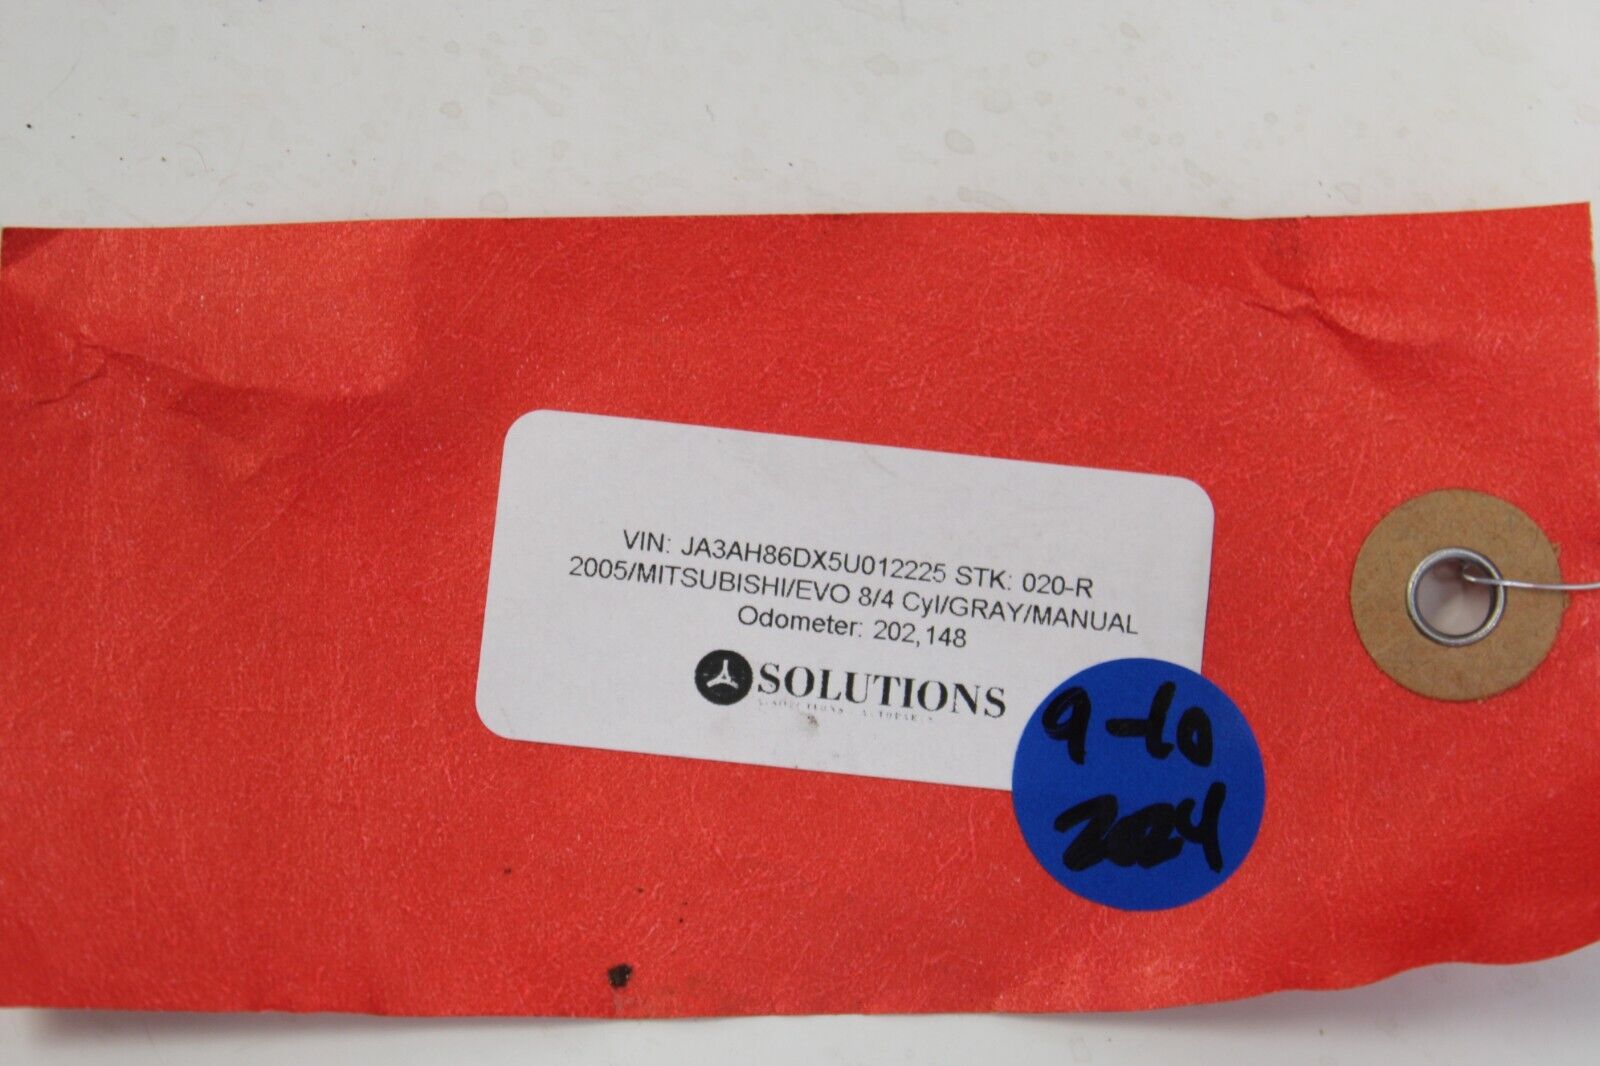 VIN: JA3AH86DX5U012225 STK: 020-R
2005/MITSUBISHI/EVO 8/4 Cyl/GRAY/MANUAL
Odometer: 202,148
SOLUTIONS
9-10
2024